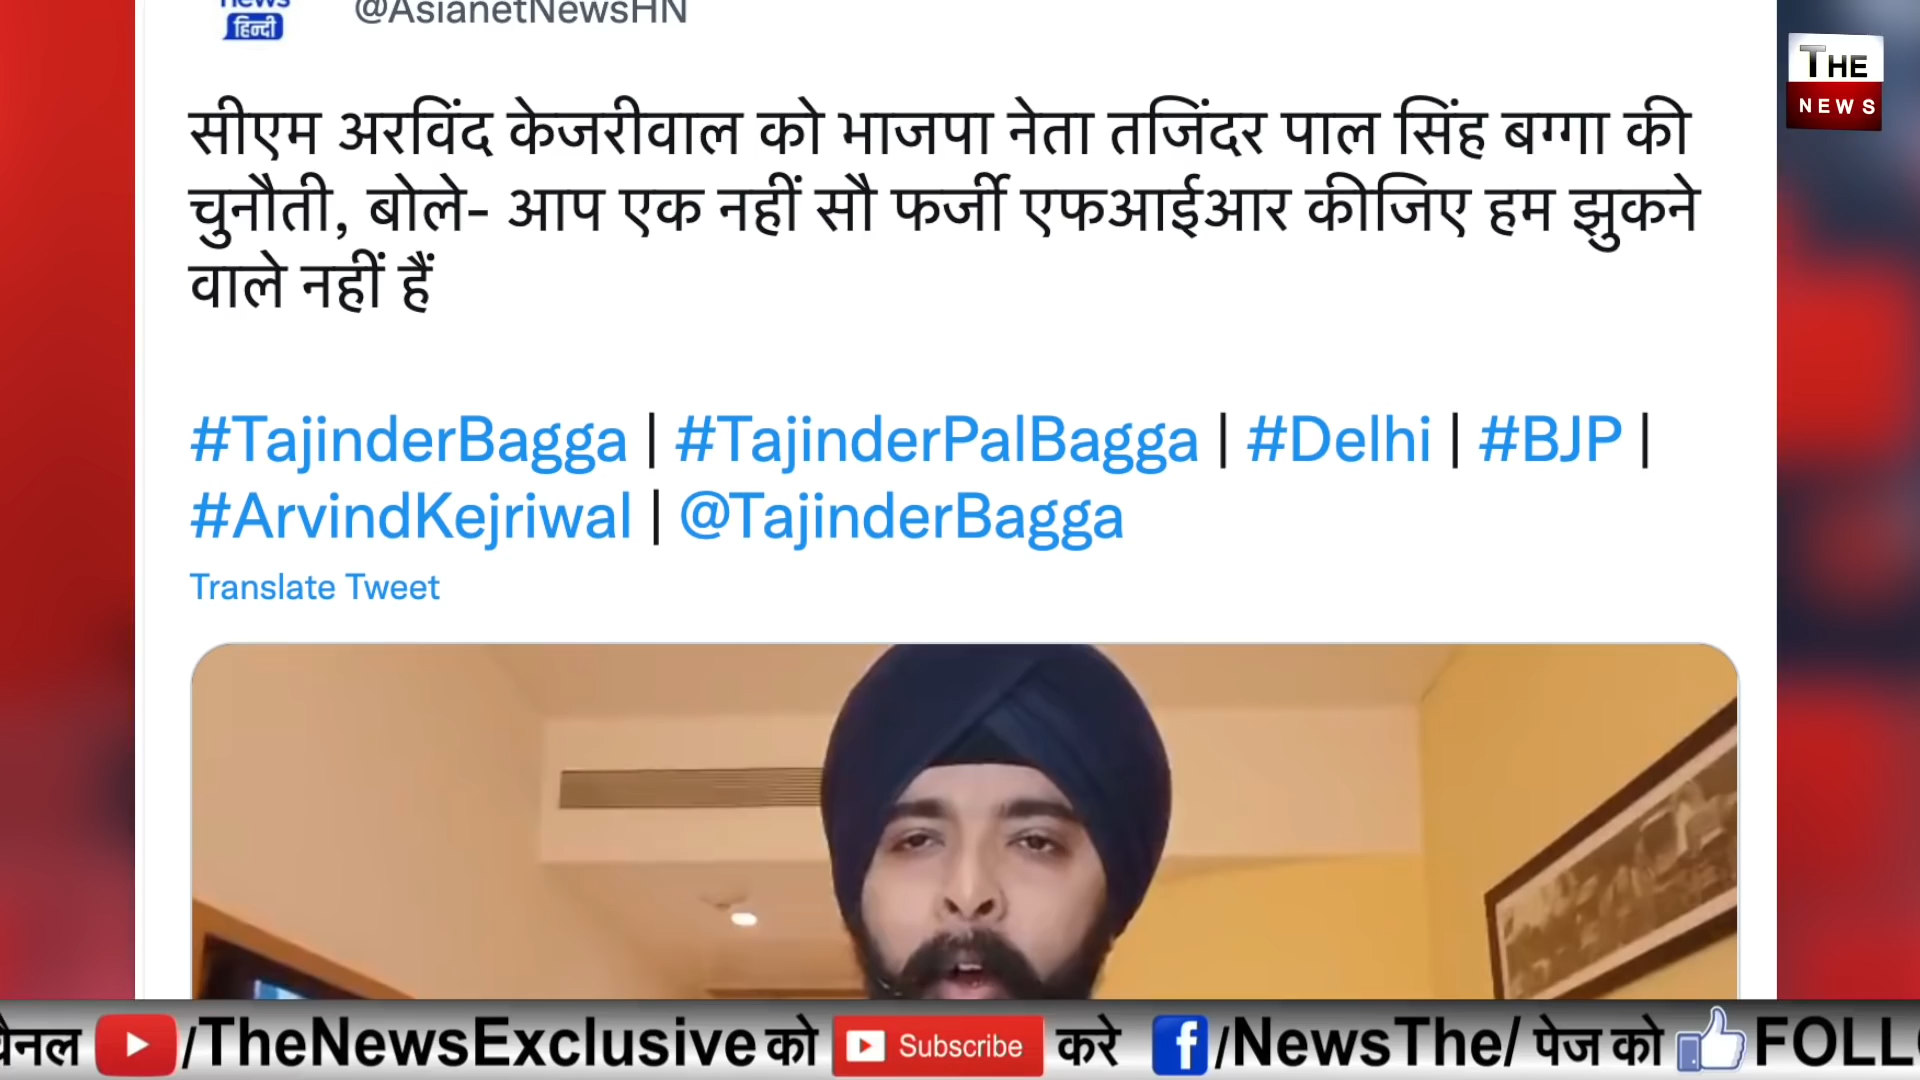 news
हिन्दी
@AsianetNewsHN
THE
NEWS
सीएम अरविंद केजरीवाल को भाजपा नेता तजिंदर पाल सिंह बग्गा की
चुनौती, बोले- आप एक नहीं सौ फर्जी एफआईआर कीजिए हम झुकने
वाले नहीं हैं
#TajinderBagga | #TajinderPalBagga | #Delhi | #BJP |
#ArvindKejriwal | @TajinderBagga
Translate Tweet
/TheNewsExclusive को Subscribe करे /NewsThe/ पेज को